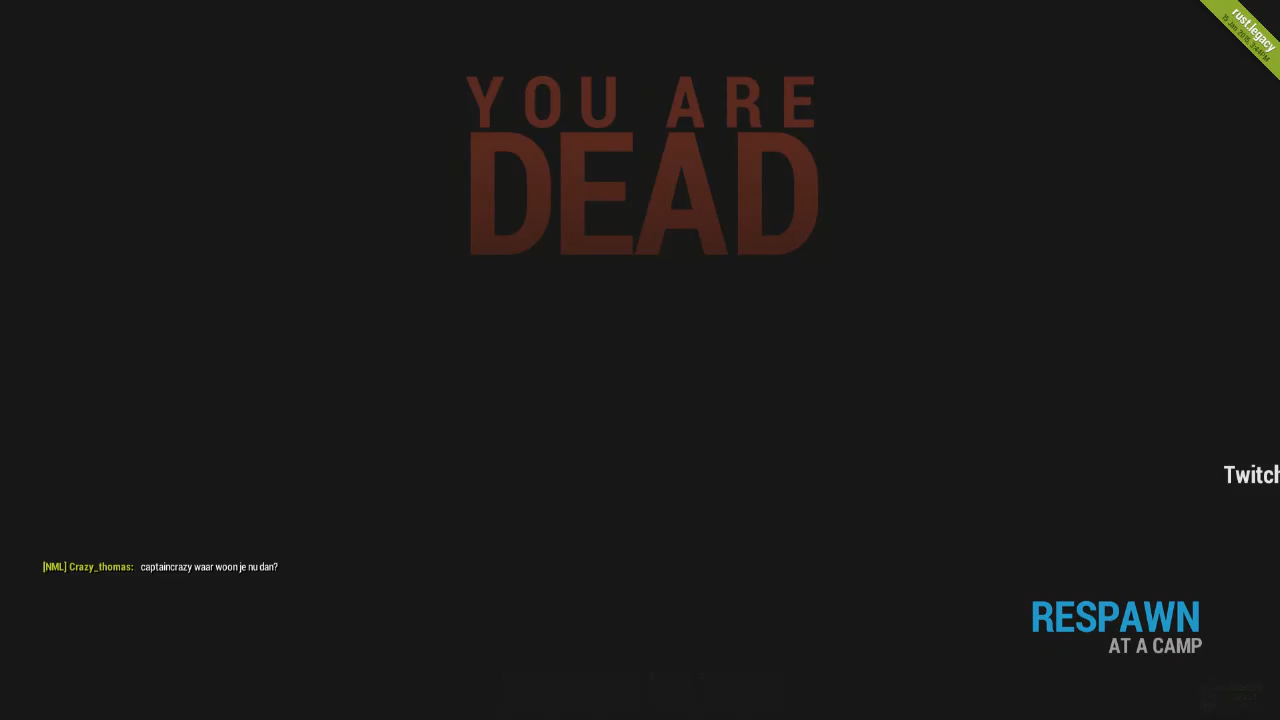 rust.legacy
YOU ARE
DEAD
Twitch
[NML] Crazy_thomas: captaincrazy waar woon je nu dan?
RESPAWN
AT A CAMP